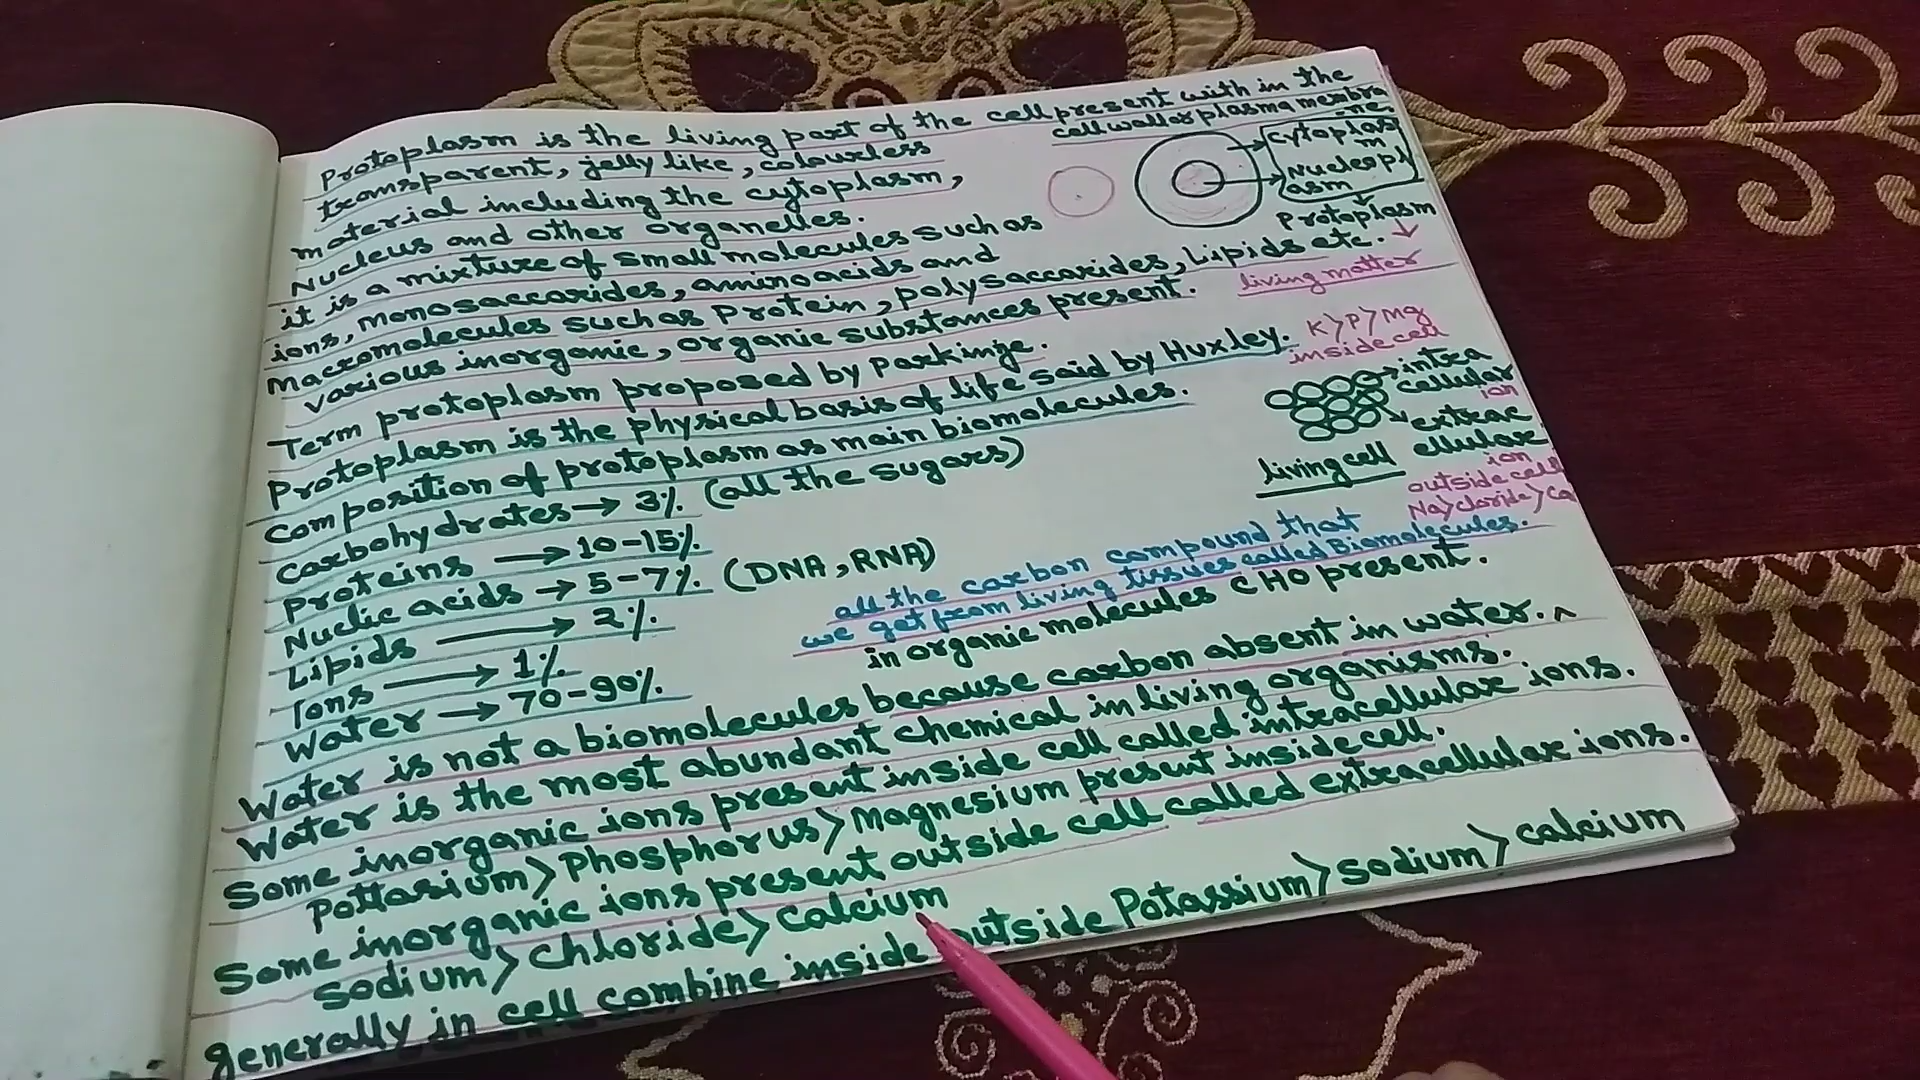 Protoplasm is the living part of the cell present with in the
cell wall or plasma membra
ne.
transparent, jelly like, colourless
material including the cytoplasm,
Nucleus and other organelles.
it is a mixture of small molecules such as
ions, monosaccarides, aminoacids and
macromolecules such as Protein, polysaccarides, Lipids etc.
various inorganic, organic substances present.
Term protoplasm proposed by Parkinje.
Protoplasm is the physical basis of life said by Huxley.
Composition of protoplasm as main biomolecules.
Carbohydrates → 3% (all the sugars)
Proteins → 10-15%
Nuclic acids → 5-7% (DNA, RNA)
Lipids → 2%
Ions → 1%
Water → 70-90%
Cytoplas
m
Nucleopl
asm
Protoplasm
living matter
K>P>Mg
inside cell
intra
cellular
ion
extrac
ellular
ion
living cell
outside cell
Na>cloride>Ca
all the carbon compound that
we get from living tissues called Biomolecules.
in organic molecules CHO present.
Water is not a biomolecules because carbon absent in water.
Water is the most abundant chemical in living organisms.
Some inorganic ions present inside cell called intracellular ions.
Pottasium>Phosphorus>Magnesium present inside cell.
Some inorganic ions present outside cell called extracellular ions.
Sodium>Chloride>Calcium
generally in cell combine inside outside Potassium>Sodium>Calcium